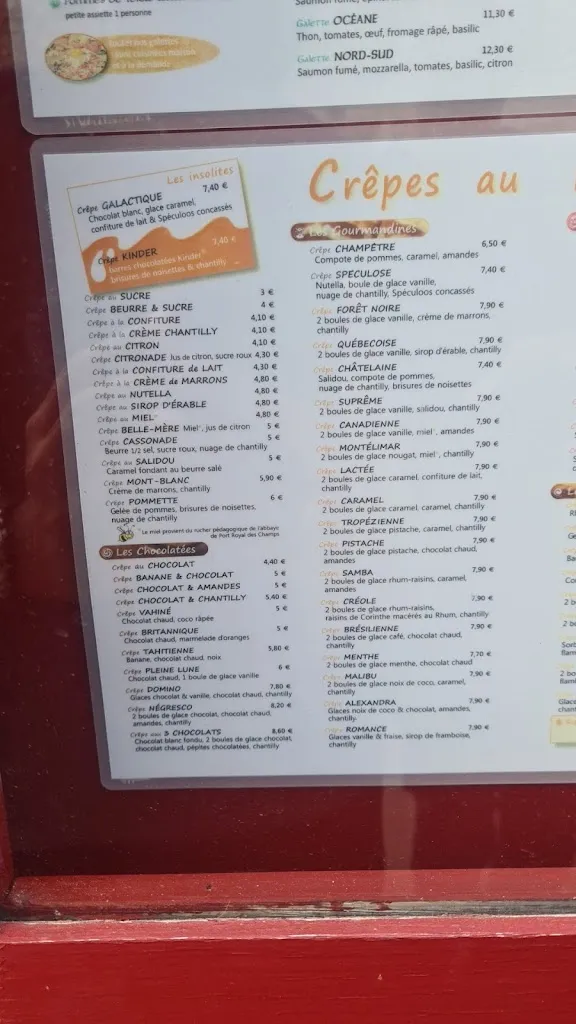 petite assiette 1 personne
Galette OCÉANE 11,30 €
Thon, tomates, œuf, fromage râpé, basilic
Galette NORD-SUD 12,30 €
Saumon fumé, mozzarella, tomates, basilic, citron
Les insolites
Crêpe GALACTIQUE 7,40 €
Chocolat blanc, glace caramel,
confiture de lait & Spéculoos concassés
Crêpe KINDER 7,40 €
barres chocolatées Kinder
brisures de noisettes & chantilly
Crêpe au SUCRE 3 €
Crêpe BEURRE & SUCRE 4 €
Crêpe à la CONFITURE 4,10 €
Crêpe à la CRÈME CHANTILLY 4,10 €
Crêpe au CITRON 4,10 €
Crêpe CITRONADE Jus de citron, sucre roux 4,30 €
Crêpe à la CONFITURE de LAIT 4,30 €
Crêpe à la CRÈME de MARRONS 4,80 €
Crêpe au NUTELLA 4,80 €
Crêpe au SIROP D'ÉRABLE 4,80 €
Crêpe au MIEL* 4,80 €
Crêpe BELLE-MÈRE Miel*, jus de citron 5 €
Crêpe CASSONADE 5 €
Beurre 1/2 sel, sucre roux, nuage de chantilly
Crêpe au SALIDOU 5 €
Caramel fondant au beurre salé
Crêpe MONT-BLANC 5,90 €
Crème de marrons, chantilly
Crêpe POMMETTE 6 €
Gelée de pommes, brisures de noisettes,
nuage de chantilly
* Le miel provient du rucher pédagogique de l'abbaye
de Port Royal des Champs
Les Chocolatées
Crêpe au CHOCOLAT 4,40 €
Crêpe BANANE & CHOCOLAT 5 €
Crêpe CHOCOLAT & AMANDES 5 €
Crêpe CHOCOLAT & CHANTILLY 5,40 €
Crêpe VAHINÉ 5 €
Chocolat chaud, coco râpée
Crêpe BRITANNIQUE 5 €
Chocolat chaud, marmelade d'oranges
Crêpe TAHITIENNE 5,80 €
Banane, chocolat chaud, noix
Crêpe PLEINE LUNE 6 €
Chocolat chaud, 1 boule de glace vanille
Crêpe DOMINO 7,80 €
Glaces chocolat & vanille, chocolat chaud, chantilly
Crêpe NÉGRESCO 8,20 €
2 boules de glace chocolat, chocolat chaud,
amandes, chantilly
Crêpe aux 3 CHOCOLATS 8,60 €
Chocolat blanc fondu, 2 boules de glace chocolat,
chocolat chaud, pépites chocolatées, chantilly
Crêpes au
Les Gourmandines
Crêpe CHAMPÊTRE 6,50 €
Compote de pommes, caramel, amandes
Crêpe SPECULOSE 7,40 €
Nutella, boule de glace vanille,
nuage de chantilly, Spéculoos concassés
Crêpe FORÊT NOIRE 7,90 €
2 boules de glace vanille, crème de marrons,
chantilly
Crêpe QUÉBECOISE 7,90 €
2 boules de glace vanille, sirop d'érable, chantilly
Crêpe CHÂTELAINE 7,40 €
Salidou, compote de pommes,
nuage de chantilly, brisures de noisettes
Crêpe SUPRÊME 7,90 €
2 boules de glace vanille, salidou, chantilly
Crêpe CANADIENNE 7,90 €
2 boules de glace vanille, miel*, amandes
Crêpe MONTÉLIMAR 7,90 €
2 boules de glace nougat, miel*, chantilly
Crêpe LACTÉE 7,90 €
2 boules de glace caramel, confiture de lait,
chantilly
Crêpe CARAMEL 7,90 €
2 boules de glace caramel, caramel, chantilly
Crêpe TROPÉZIENNE 7,90 €
2 boules de glace pistache, caramel, chantilly
Crêpe PISTACHE 7,90 €
2 boules de glace pistache, chocolat chaud,
amandes
Crêpe SAMBA 7,90 €
2 boules de glace rhum-raisins, caramel,
amandes
Crêpe CRÉOLE 7,90 €
2 boules de glace rhum-raisins,
raisins de Corinthe macérés au Rhum, chantilly
Crêpe BRÉSILIENNE 7,90 €
2 boules de glace café, chocolat chaud,
chantilly
Crêpe MENTHE 7,70 €
2 boules de glace menthe, chocolat chaud
Crêpe MALIBU 7,90 €
2 boules de glace noix de coco, caramel,
chantilly
Crêpe ALEXANDRA 7,90 €
Glaces noix de coco & chocolat, amandes,
chantilly.
Crêpe ROMANCE 7,90 €
Glaces vanille & fraise, sirop de framboise,
chantilly